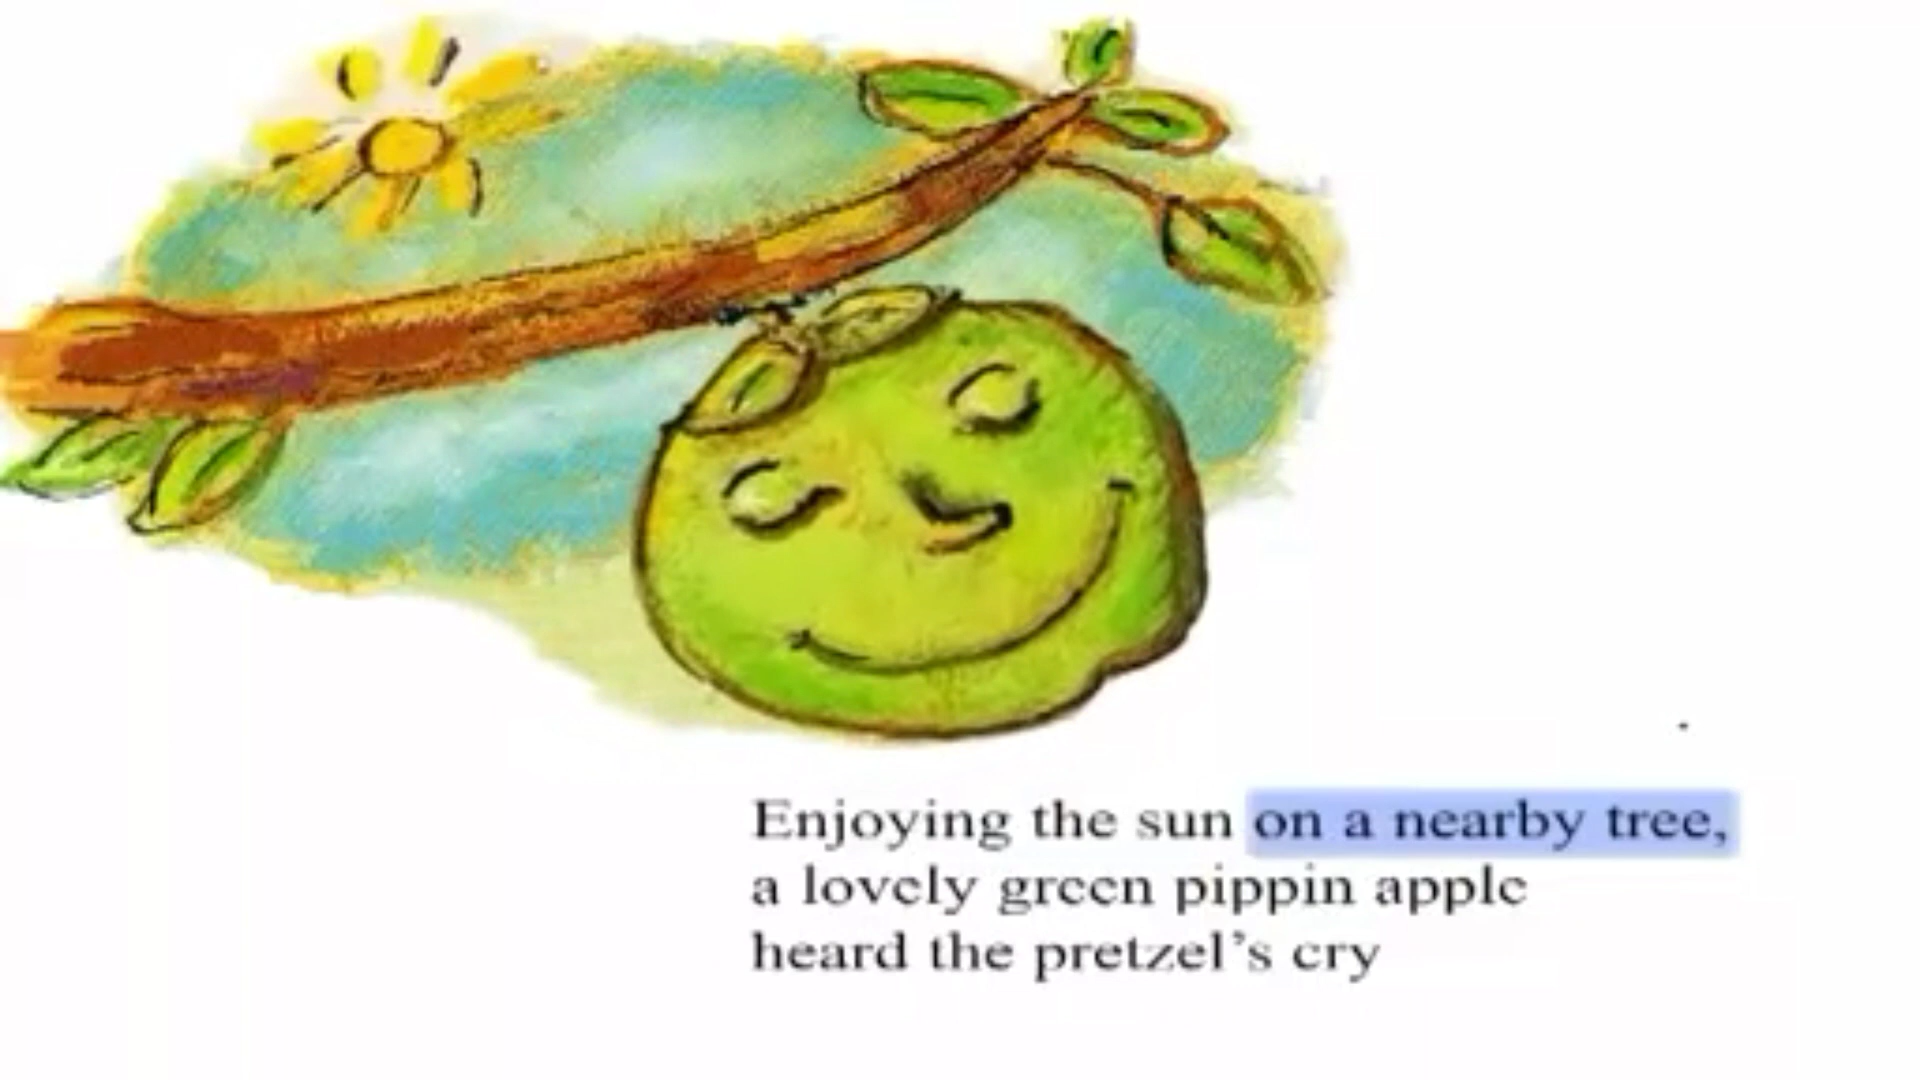 Enjoying the sun on a nearby tree,
a lovely green pippin apple
heard the pretzel's cry